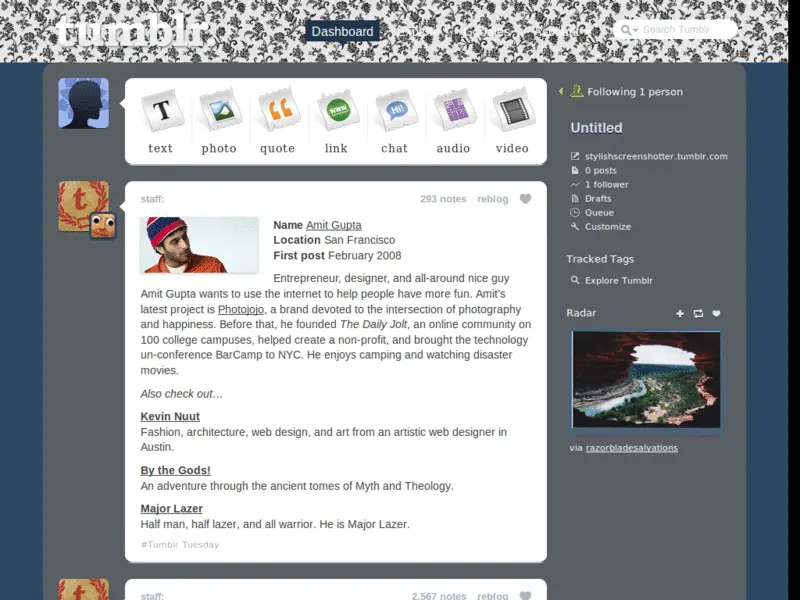 tumblr
Dashboard
Search Tumblr
T
WWW
Hi!
text
photo
quote
link
chat
audio
video
Following 1 person
Untitled
stylishscreenshotter.tumblr.com
0 posts
1 follower
Drafts
Queue
Customize
Tracked Tags
Explore Tumblr
Radar
via razorbladesalvations
t
staff:
293 notes
reblog
Name Amit Gupta
Location San Francisco
First post February 2008
Entrepreneur, designer, and all-around nice guy
Amit Gupta wants to use the internet to help people have more fun. Amit's
latest project is Photojojo, a brand devoted to the intersection of photography
and happiness. Before that, he founded The Daily Jolt, an online community on
100 college campuses, helped create a non-profit, and brought the technology
un-conference BarCamp to NYC. He enjoys camping and watching disaster
movies.
Also check out…
Kevin Nuut
Fashion, architecture, web design, and art from an artistic web designer in
Austin.
By the Gods!
An adventure through the ancient tomes of Myth and Theology.
Major Lazer
Half man, half lazer, and all warrior. He is Major Lazer.
#Tumblr Tuesday
t
staff:
2,567 notes
reblog